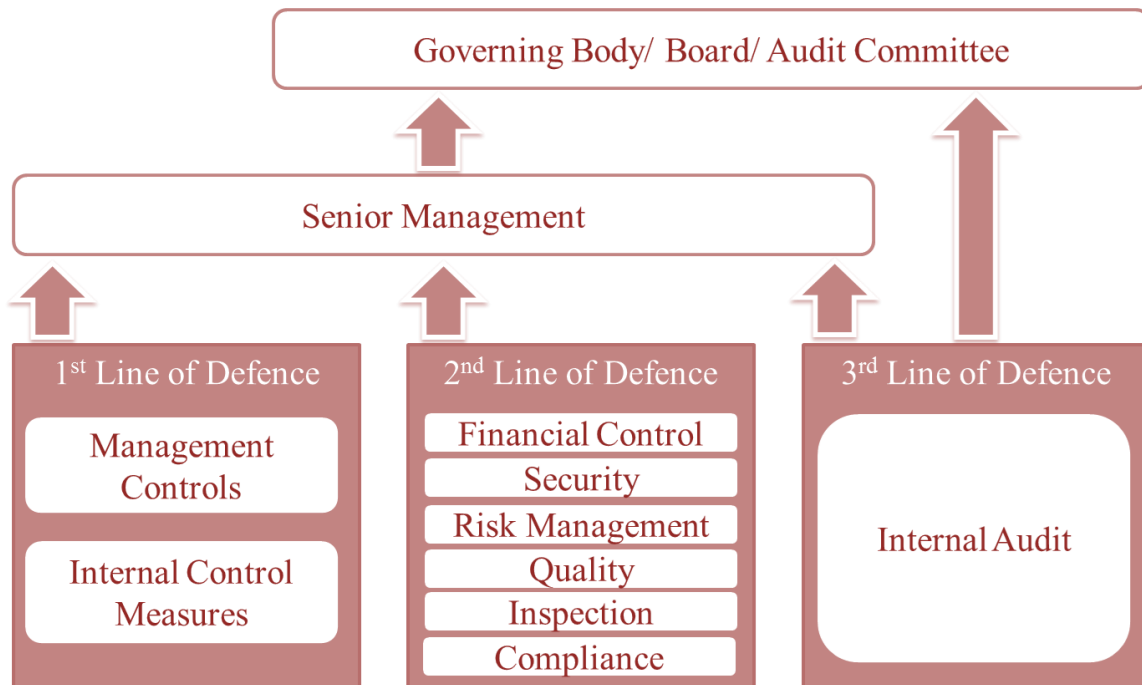 Governing Body/ Board/ Audit Committee
Senior Management
1st Line of Defence
Management
Controls
Internal Control
Measures
2nd Line of Defence
Financial Control
Security
Risk Management
Quality
Inspection
Compliance
3rd Line of Defence
Internal Audit